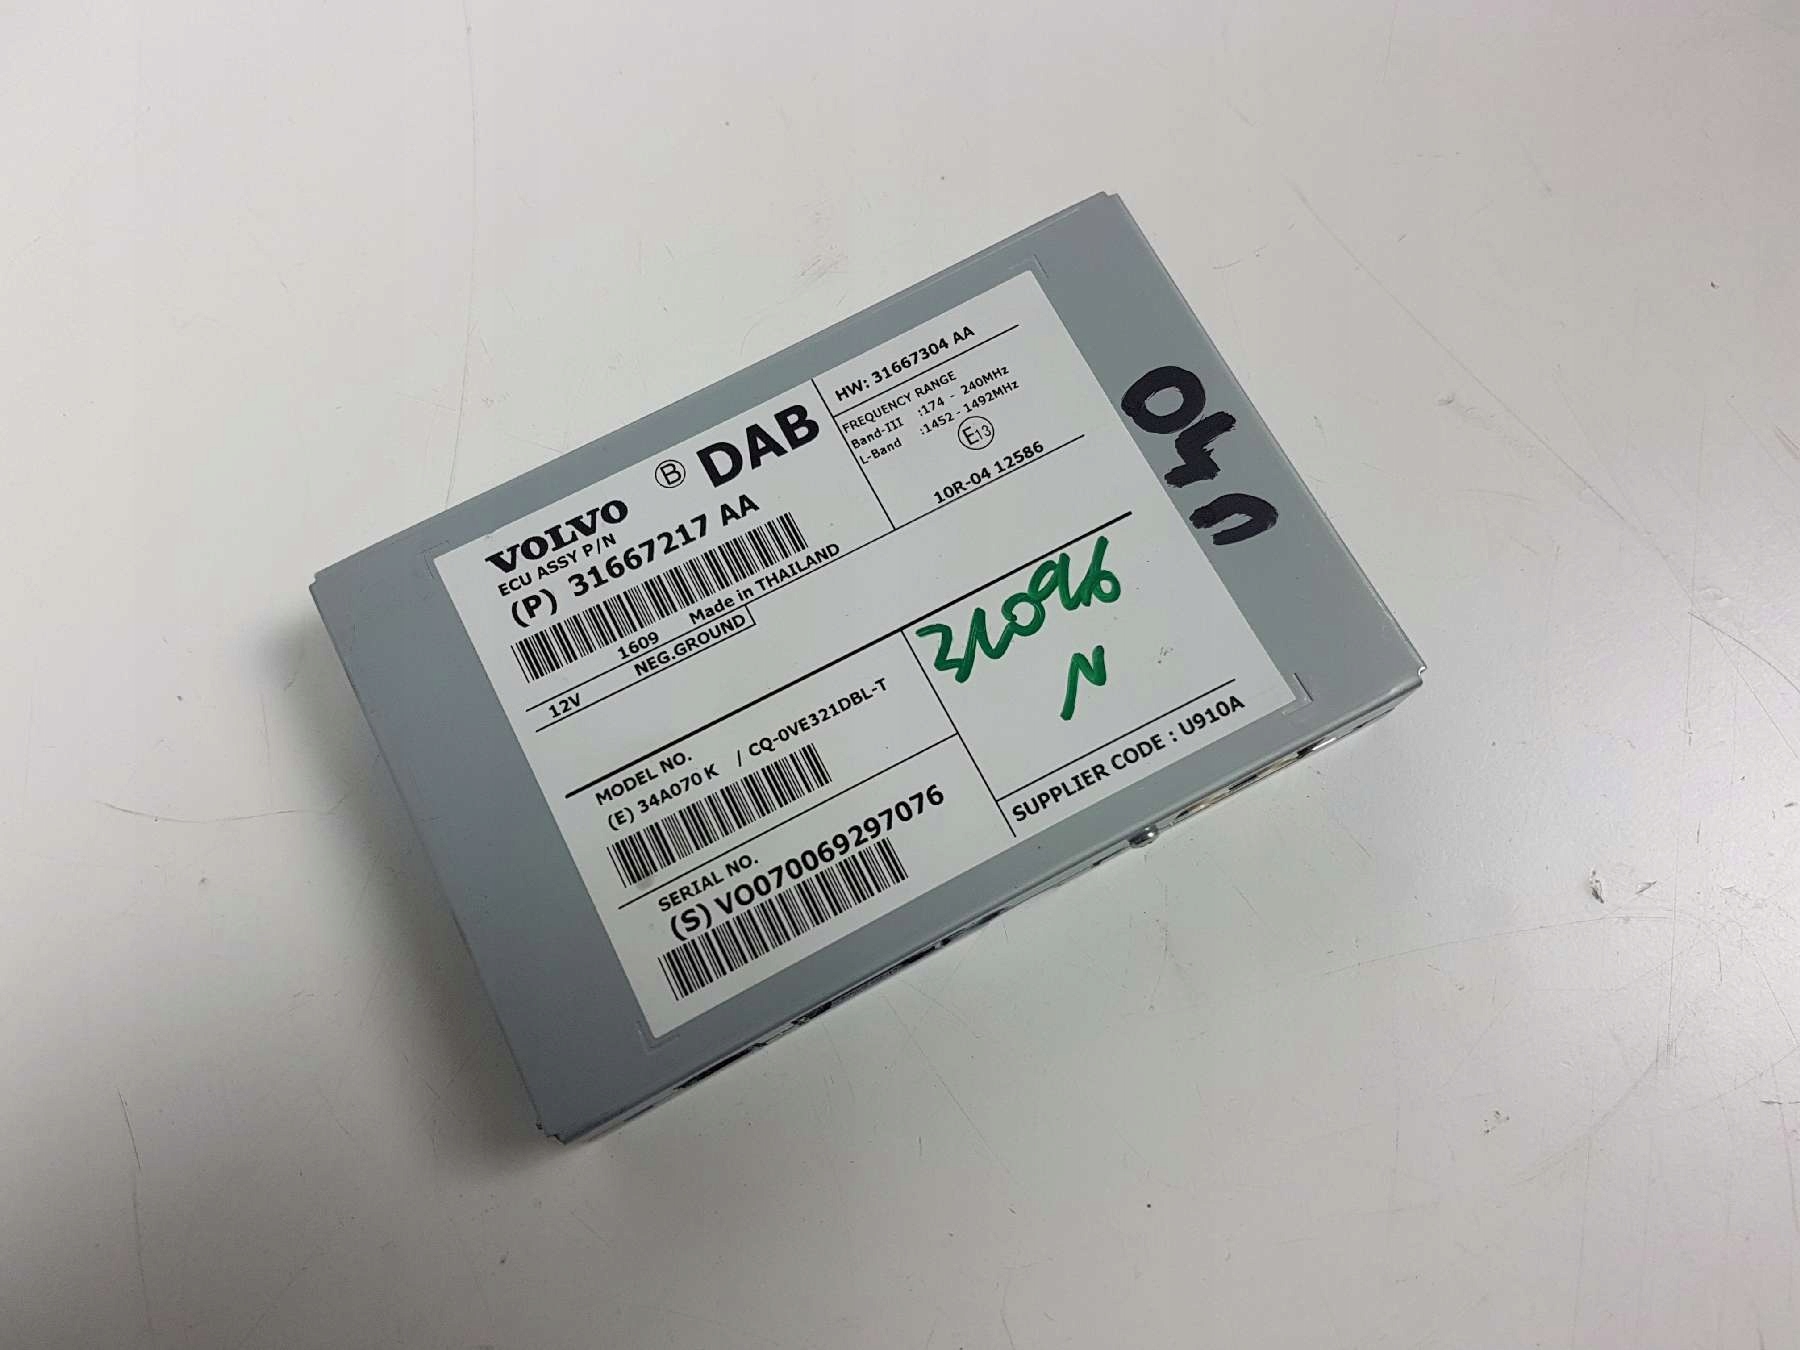 VOLVO Ⓑ DAB
ECU ASSY P/N
(P) 31667217 AA
1609 Made in THAILAND
12V NEG.GROUND
HW: 31667304 AA
FREQUENCY RANGE
Band-III :174 - 240MHz
L-Band :1452 - 1492MHz
E13
10R-04 12586
MODEL NO.
(E) 34A070 K / CQ-0VE321DBL-T
SERIAL NO.
(S) VO070069297076
31096
N
SUPPLIER CODE : U910A